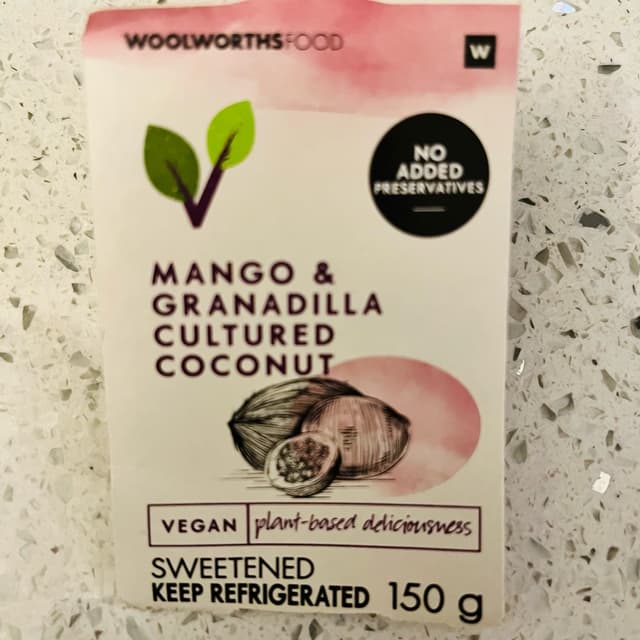 WOOLWORTHSFOOD
W
NO
ADDED
PRESERVATIVES
MANGO &
GRANADILLA
CULTURED
COCONUT
VEGAN plant-based deliciousness
SWEETENED
KEEP REFRIGERATED 150 g